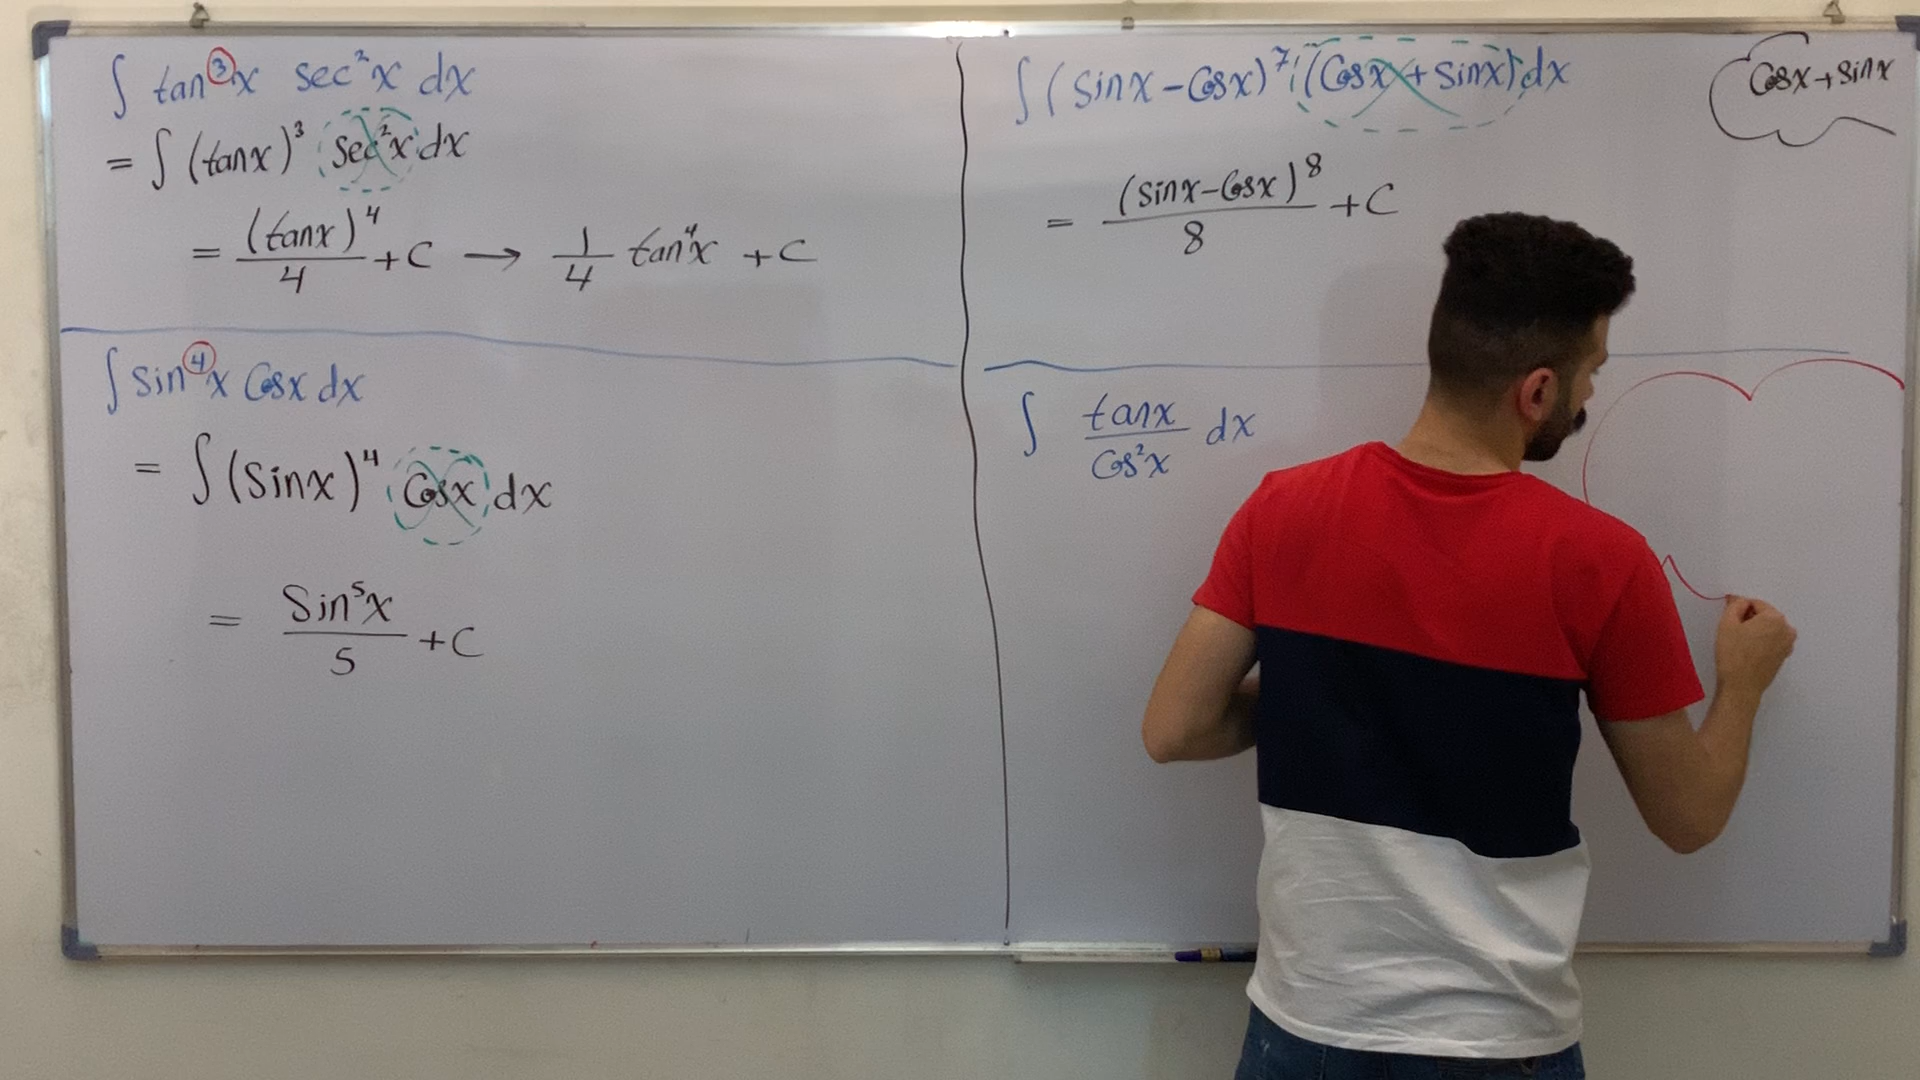 ∫ tan³x sec²x dx
= ∫ (tanx)³ sec²x dx
= (tanx)⁴/4 + C → 1/4 tan⁴x + C
∫ sin⁴x Cosx dx
= ∫ (Sinx)⁴ Cosx dx
= Sin⁵x/5 + C
∫ (sinx-Cosx)⁷ (Cosx + sinx) dx
Cosx + sinx
= (sinx-Cosx)⁸/8 + C
∫ tanx/Cos²x dx